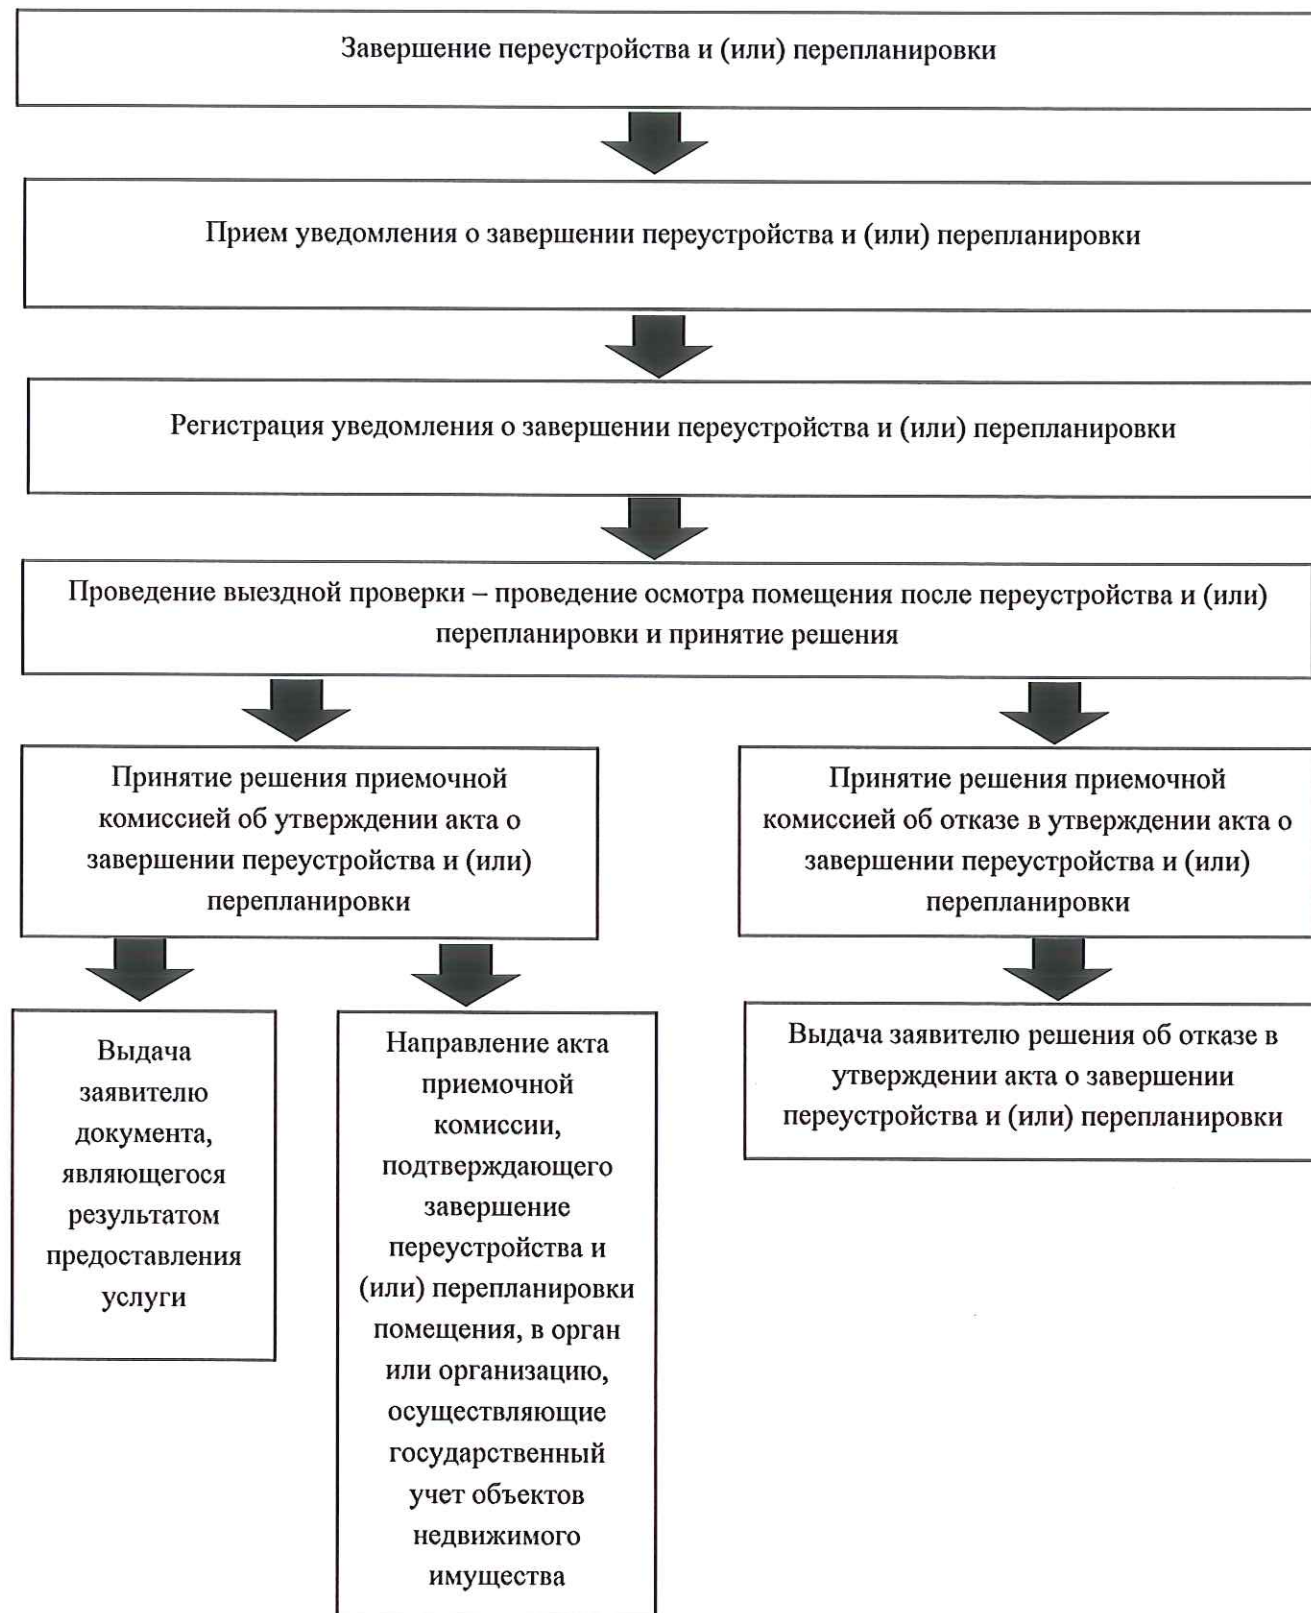 Завершение переустройства и (или) перепланировки
Прием уведомления о завершении переустройства и (или) перепланировки
Регистрация уведомления о завершении переустройства и (или) перепланировки
Проведение выездной проверки – проведение осмотра помещения после переустройства и (или)
перепланировки и принятие решения
Принятие решения приемочной
комиссией об утверждении акта о
завершении переустройства и (или)
перепланировки
Принятие решения приемочной
комиссией об отказе в утверждении акта о
завершении переустройства и (или)
перепланировки
Выдача
заявителю
документа,
являющегося
результатом
предоставления
услуги
Направление акта
приемочной
комиссии,
подтверждающего
завершение
переустройства и
(или) перепланировки
помещения, в орган
или организацию,
осуществляющие
государственный
учет объектов
недвижимого
имущества
Выдача заявителю решения об отказе в
утверждении акта о завершении
переустройства и (или) перепланировки